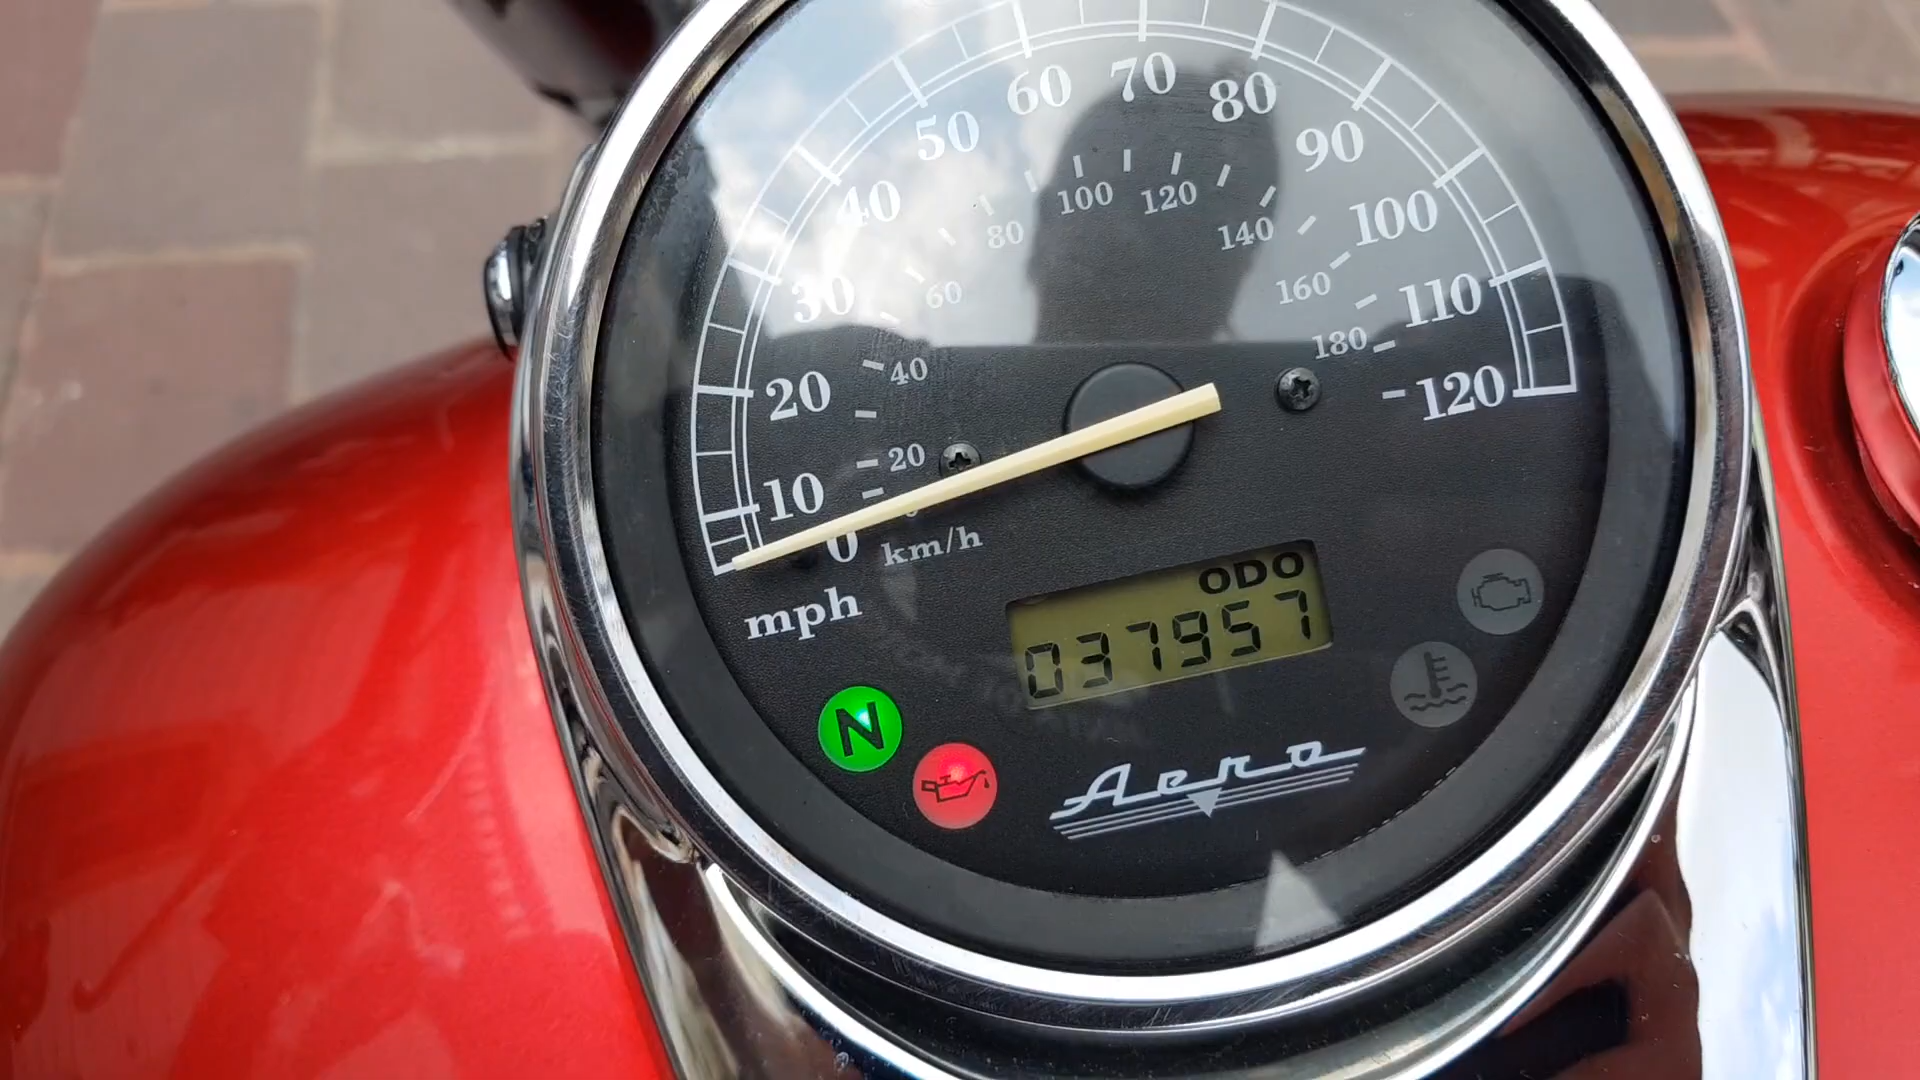 60 70 80
50 90
40 80 100 120 140 100
30 60 160 110
20 40 180 120
10 20
0 km/h
mph
ODO
037957
N
Aero